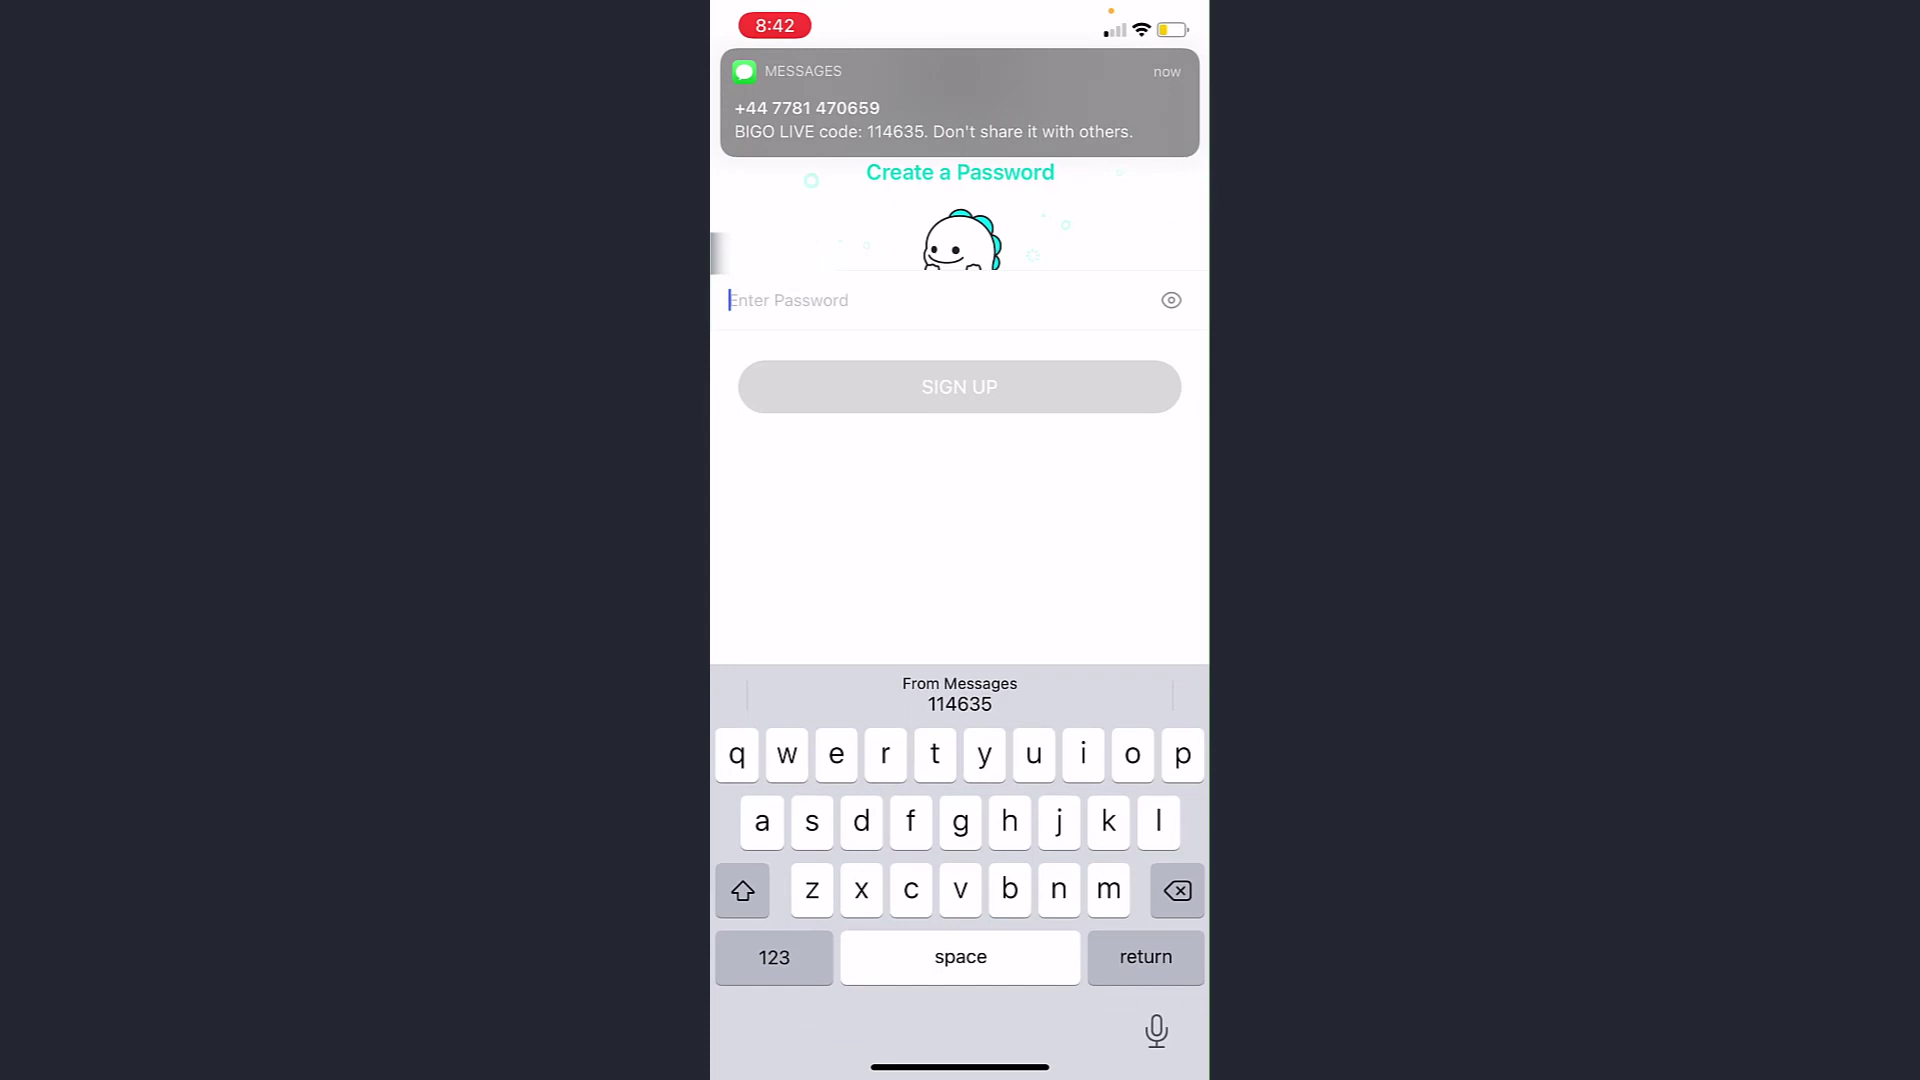 8:42
MESSAGES
now
+44 7781 470659
BIGO LIVE code: 114635. Don't share it with others.
Create a Password
Enter Password
SIGN UP
From Messages
114635
q w e r t y u i o p
a s d f g h j k l
z x c v b n m
123 space return